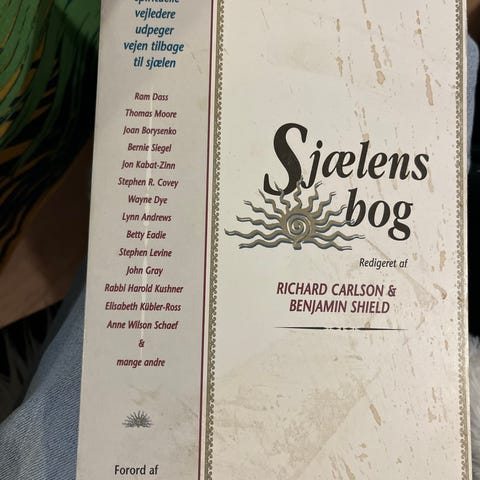 spirituelle
vejledere
udpeger
vejen tilbage
til sjælen
Ram Dass
Thomas Moore
Joan Borysenko
Bernie Siegel
Jon Kabat-Zinn
Stephen R. Covey
Wayne Dye
Lynn Andrews
Betty Eadie
Stephen Levine
John Gray
Rabbi Harold Kushner
Elisabeth Kübler-Ross
Anne Wilson Schaef
&
mange andre
Forord af
Sjælens
bog
Redigeret af
RICHARD CARLSON &
BENJAMIN SHIELD